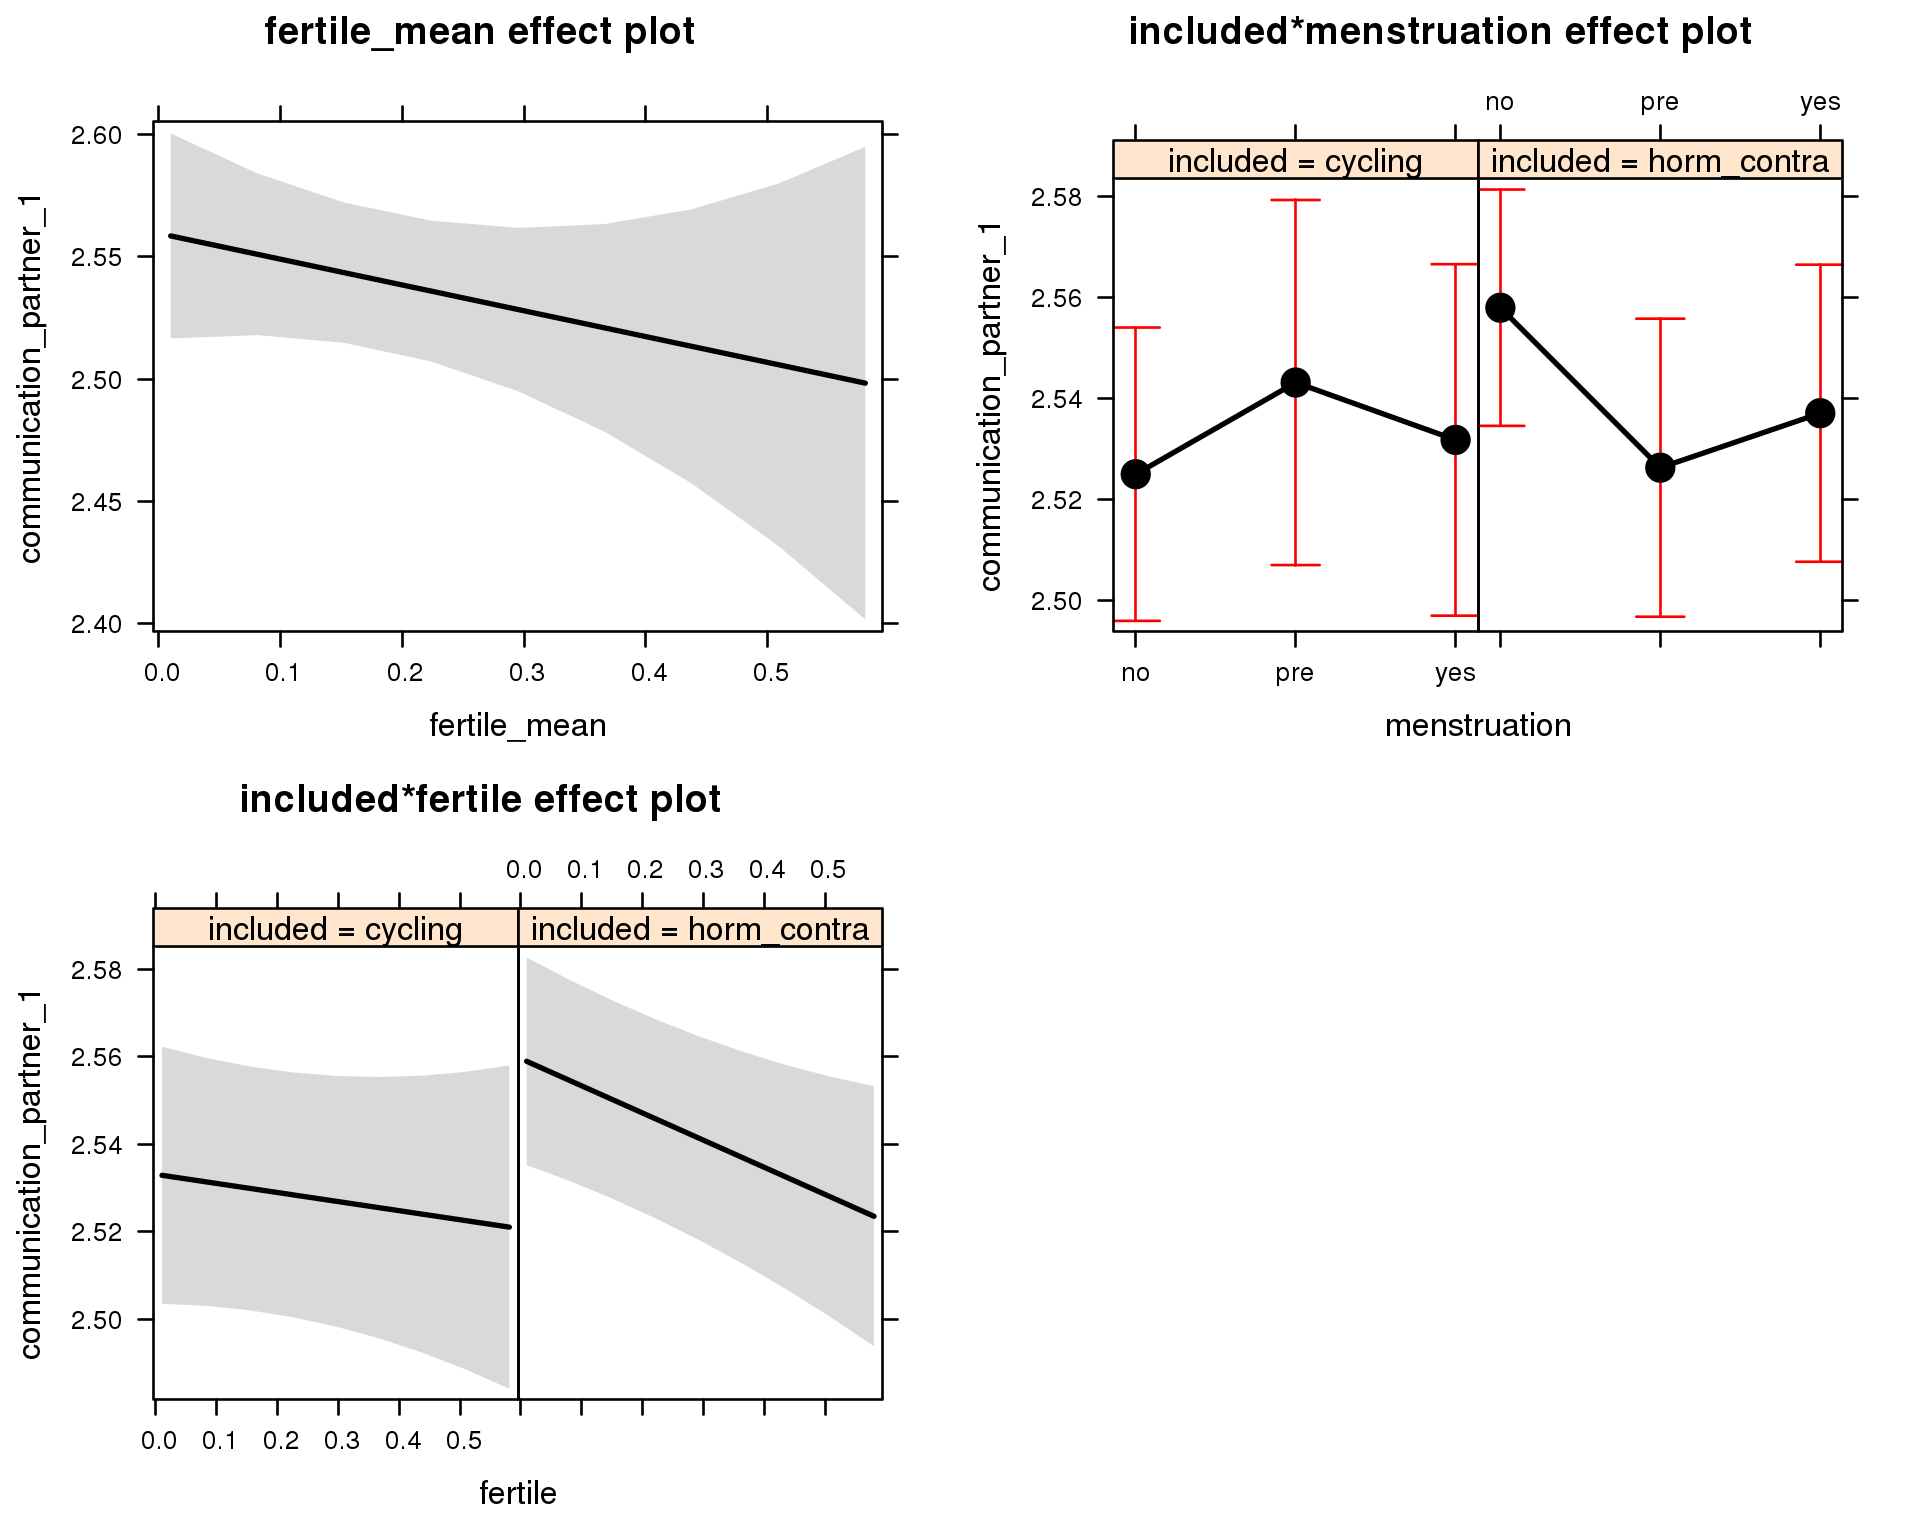 fertile_mean effect plot
communication_partner_1
2.60
2.55
2.50
2.45
2.40
0.0 0.1 0.2 0.3 0.4 0.5
fertile_mean
included*menstruation effect plot
no pre yes
included = cycling included = horm_contra
communication_partner_1
2.58
2.56
2.54
2.52
2.50
no pre yes
menstruation
included*fertile effect plot
0.0 0.1 0.2 0.3 0.4 0.5
included = cycling included = horm_contra
communication_partner_1
2.58
2.56
2.54
2.52
2.50
0.0 0.1 0.2 0.3 0.4 0.5
fertile